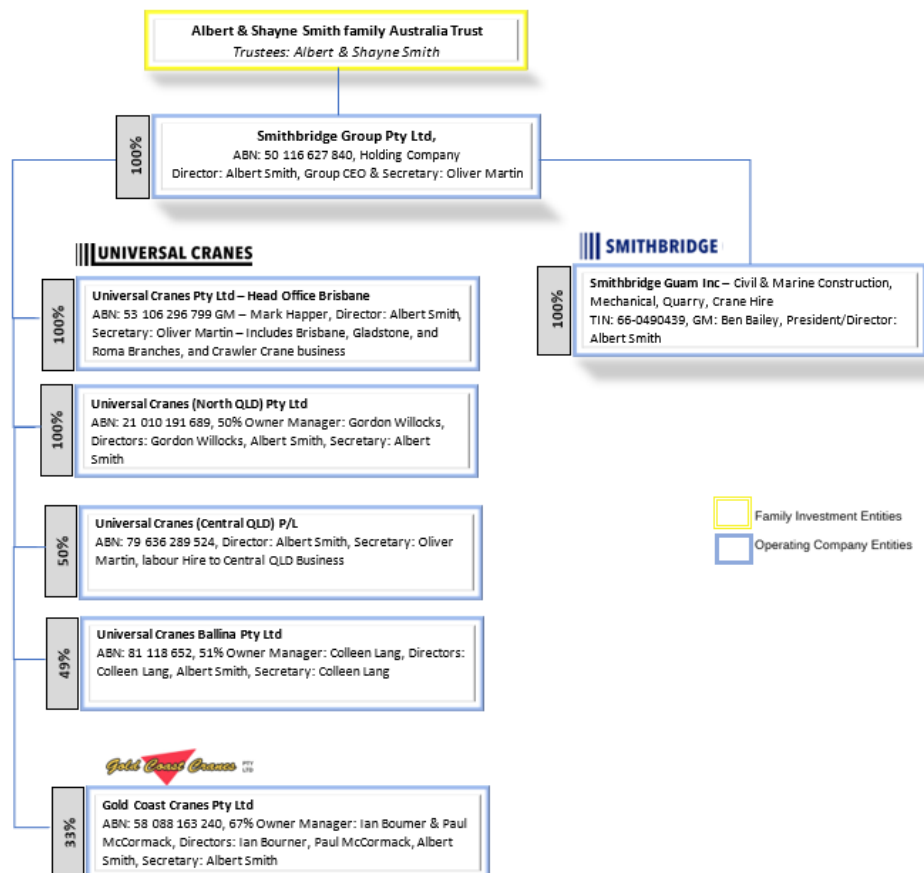 Albert & Shayne Smith family Australia Trust
Trustees: Albert & Shayne Smith
100%
Smithbridge Group Pty Ltd,
ABN: 50 116 627 840, Holding Company
Director: Albert Smith, Group CEO & Secretary: Oliver Martin
UNIVERSAL CRANES
SMITHBRIDGE
100%
Universal Cranes Pty Ltd – Head Office Brisbane
ABN: 53 106 296 799 GM – Mark Happer, Director: Albert Smith,
Secretary: Oliver Martin – Includes Brisbane, Gladstone, and
Roma Branches, and Crawler Crane business
100%
Smithbridge Guam Inc – Civil & Marine Construction,
Mechanical, Quarry, Crane Hire
TIN: 66-0490439, GM: Ben Bailey, President/Director:
Albert Smith
100%
Universal Cranes (North QLD) Pty Ltd
ABN: 21 010 191 689, 50% Owner Manager: Gordon Willocks,
Directors: Gordon Willocks, Albert Smith, Secretary: Albert
Smith
50%
Universal Cranes (Central QLD) P/L
ABN: 79 636 289 524, Director: Albert Smith, Secretary: Oliver
Martin, labour Hire to Central QLD Business
Family Investment Entities
Operating Company Entities
49%
Universal Cranes Ballina Pty Ltd
ABN: 81 118 652, 51% Owner Manager: Colleen Lang, Directors:
Colleen Lang, Albert Smith, Secretary: Colleen Lang
Gold Coast Cranes PTY LTD
33%
Gold Coast Cranes Pty Ltd
ABN: 58 088 163 240, 67% Owner Manager: Ian Boumer & Paul
McCormack, Directors: Ian Bourner, Paul McCormack, Albert
Smith, Secretary: Albert Smith